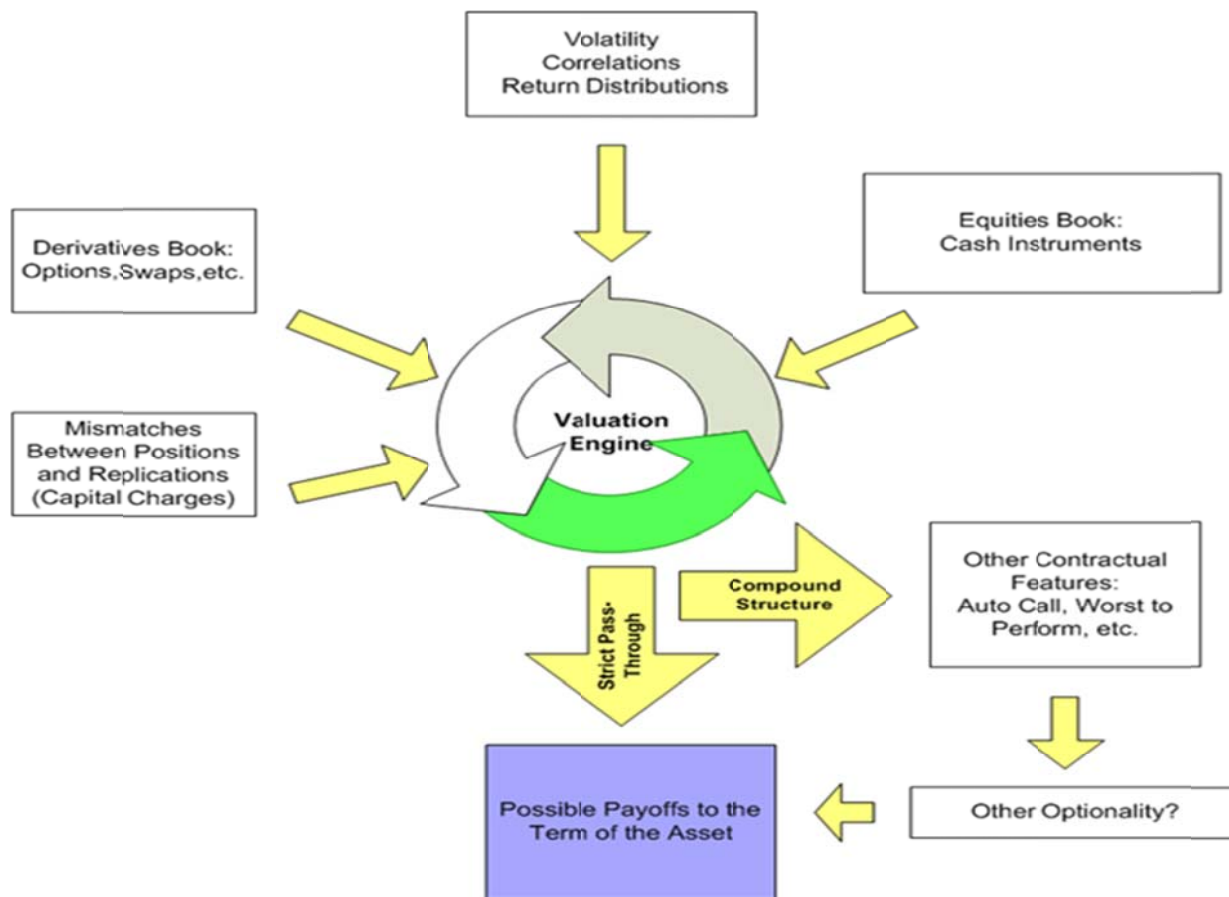 Volatility
Correlations
Return Distributions
Derivatives Book:
Options,Swaps,etc.
Equities Book:
Cash Instruments
Mismatches
Between Positions
and Replications
(Capital Charges)
Valuation
Engine
Compound
Structure
Strict Pass-
Through
Other Contractual
Features:
Auto Call, Worst to
Perform, etc.
Possible Payoffs to the
Term of the Asset
Other Optionality?